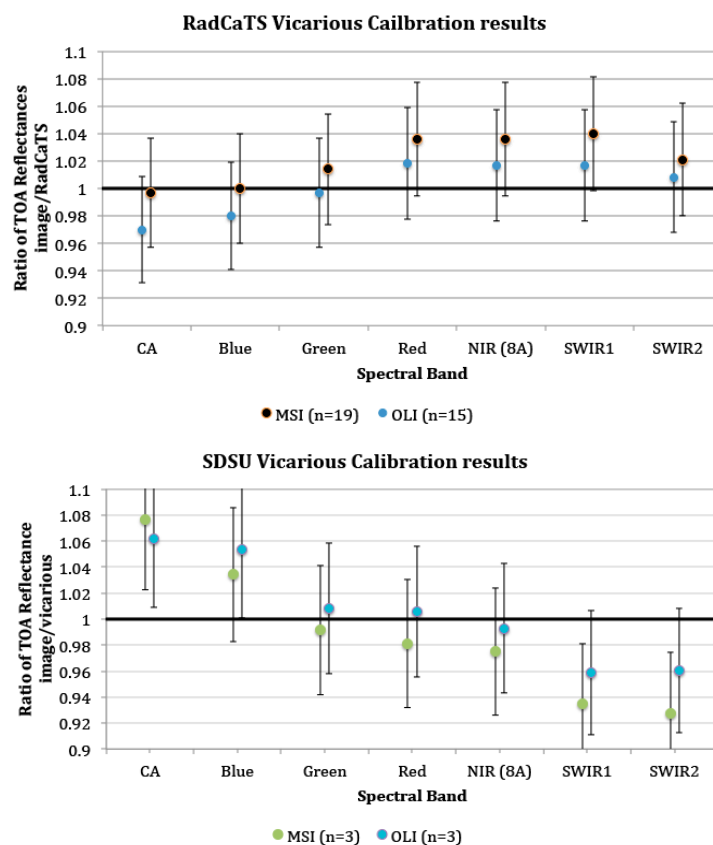 RadCaTS Vicarious Cailbration results
Ratio of TOA Reflectances
image/RadCaTS
1.1
1.08
1.06
1.04
1.02
1
0.98
0.96
0.94
0.92
0.9
CA Blue Green Red NIR (8A) SWIR1 SWIR2
Spectral Band
MSI (n=19) OLI (n=15)
SDSU Vicarious Calibration results
Ratio of TOA Reflectance
image/vicarious
1.1
1.08
1.06
1.04
1.02
1
0.98
0.96
0.94
0.92
0.9
CA Blue Green Red NIR (8A) SWIR1 SWIR2
Spectral Band
MSI (n=3) OLI (n=3)